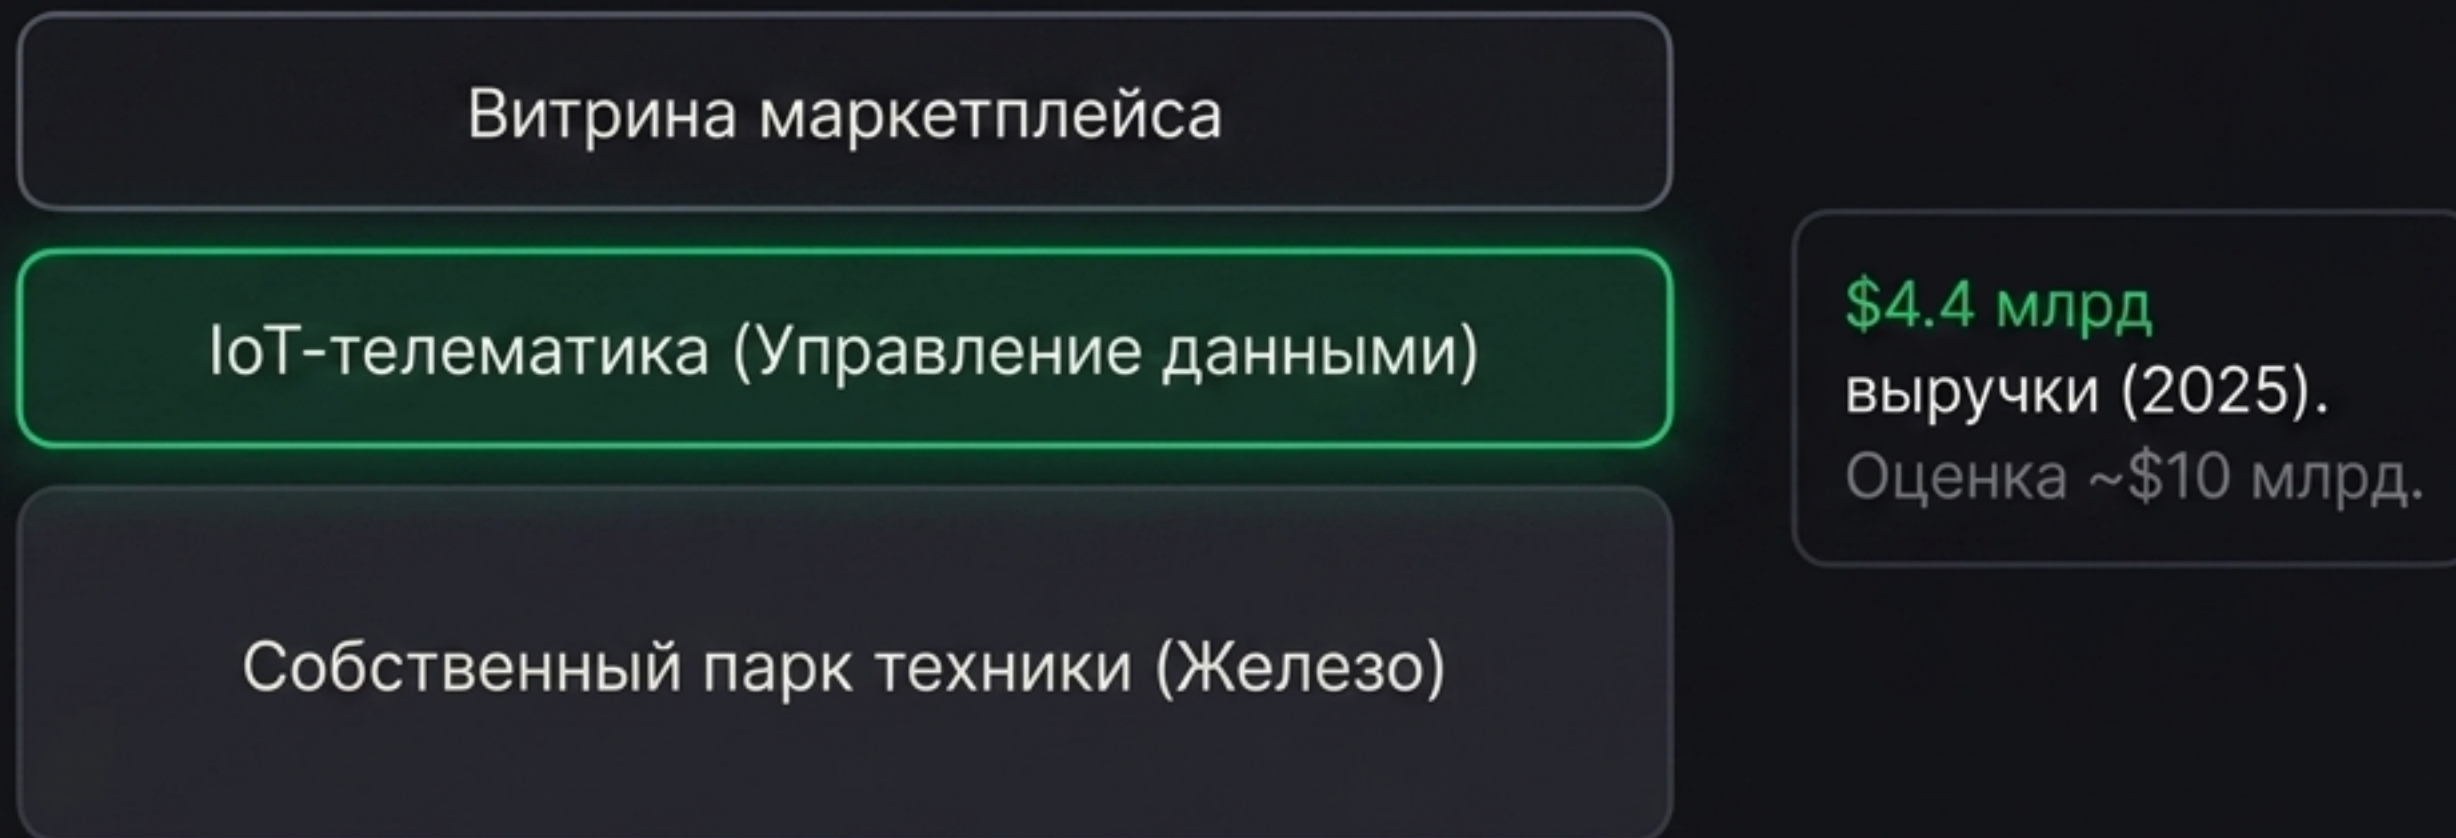 Витрина маркетплейса
IoT-телематика (Управление данными)
Собственный парк техники (Железо)
$4.4 млрд
выручки (2025).
Оценка ~$10 млрд.